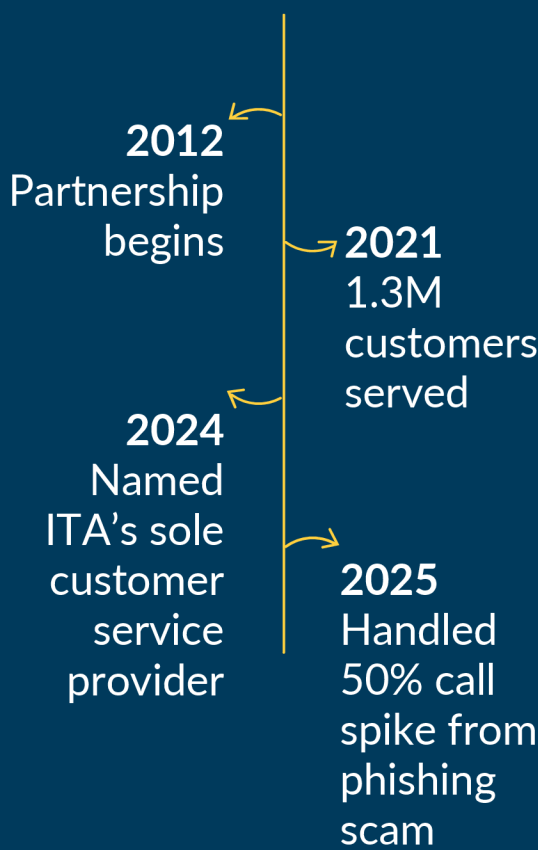 2012
Partnership
begins
2021
1.3M
customers
served
2024
Named
ITA’s sole
customer
service
provider
2025
Handled
50% call
spike from
phishing
scam